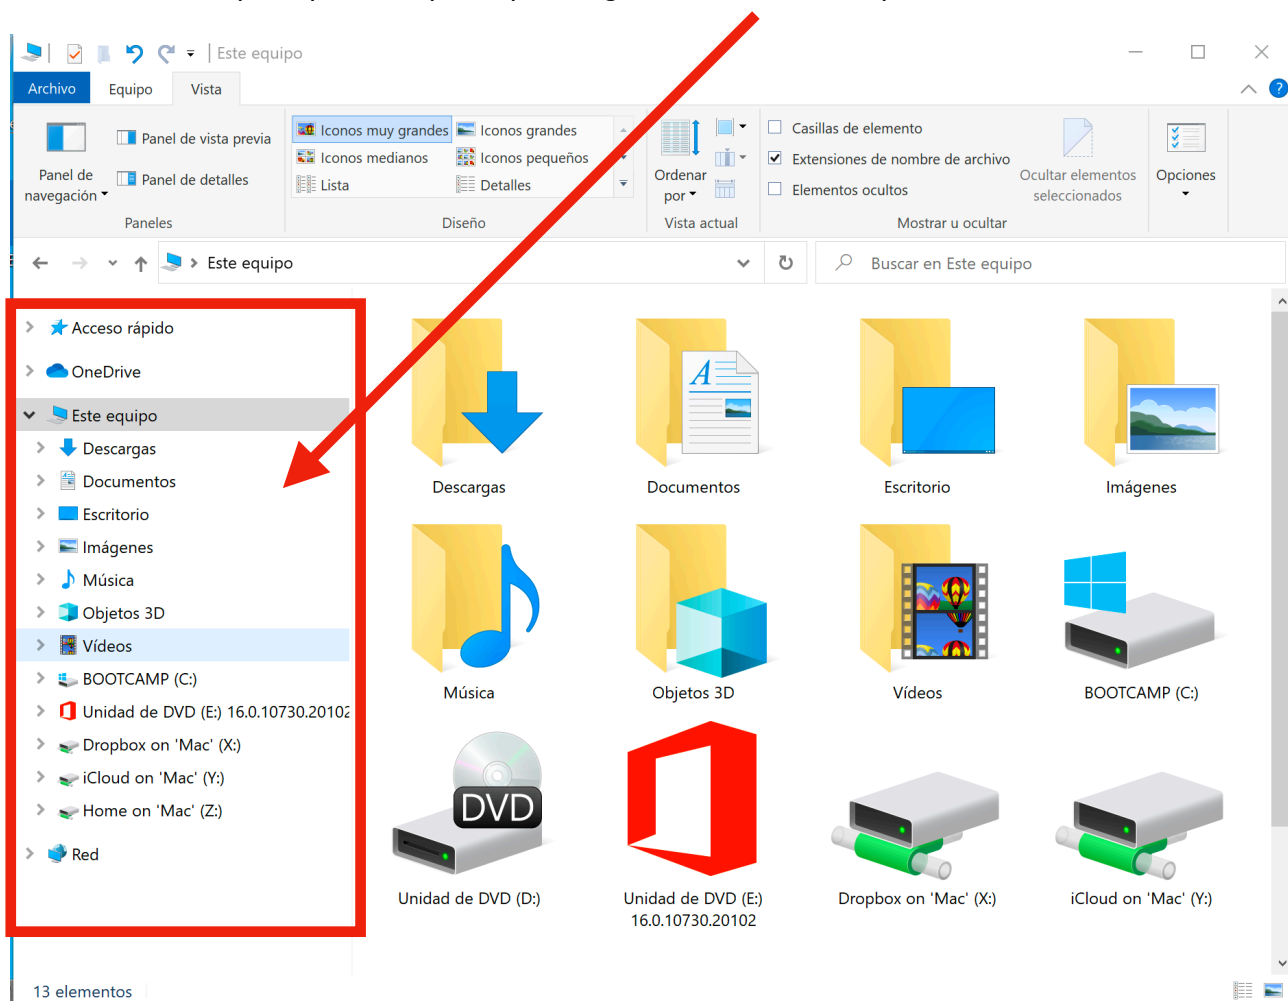 Este equipo
Archivo
Equipo
Vista
?
Panel de navegación
Panel de vista previa
Panel de detalles
Paneles
Iconos muy grandes
Iconos grandes
Iconos medianos
Iconos pequeños
Lista
Detalles
Diseño
Ordenar por
Vista actual
Casillas de elemento
Extensiones de nombre de archivo
Elementos ocultos
Ocultar elementos seleccionados
Mostrar u ocultar
Opciones
Este equipo
Buscar en Este equipo
Acceso rápido
OneDrive
Este equipo
Descargas
Documentos
Escritorio
Imágenes
Música
Objetos 3D
Vídeos
BOOTCAMP (C:)
Unidad de DVD (E:) 16.0.10730.20102
Dropbox on 'Mac' (X:)
iCloud on 'Mac' (Y:)
Home on 'Mac' (Z:)
Red
Descargas
A
Documentos
Escritorio
Imágenes
Música
Objetos 3D
Vídeos
BOOTCAMP (C:)
DVD
Unidad de DVD (D:)
Unidad de DVD (E:)
16.0.10730.20102
Dropbox on 'Mac' (X:)
iCloud on 'Mac' (Y:)
13 elementos